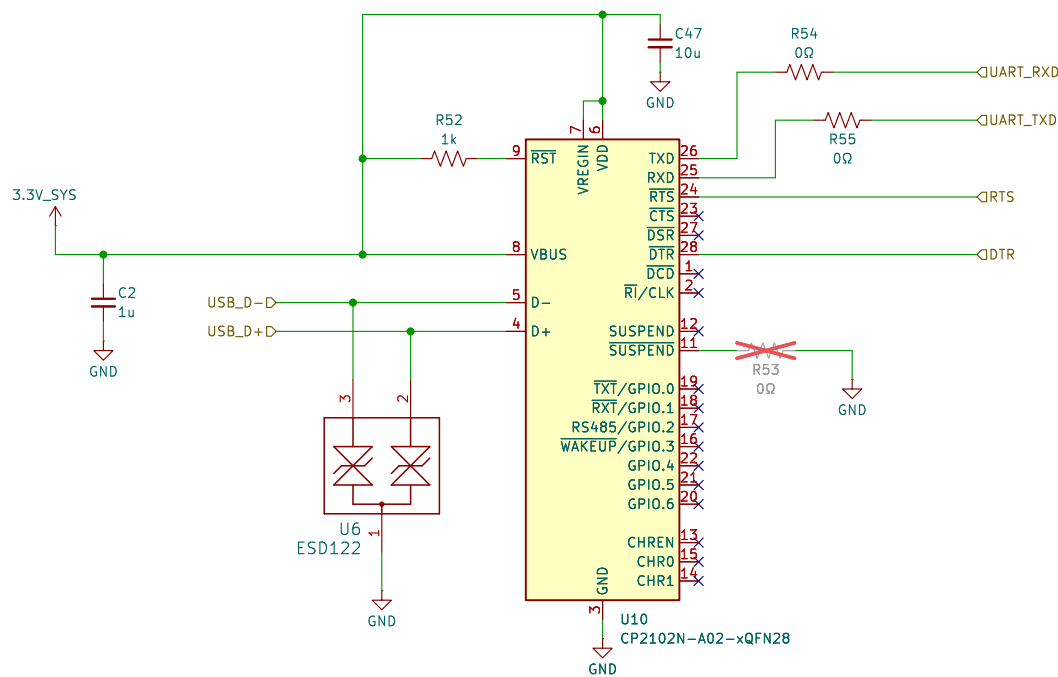 C47
10u
GND
R54
0Ω
UART_RXD
R55
0Ω
UART_TXD
R52
1k
3.3V_SYS
C2
1u
GND
USB_D-
USB_D+
9 RST
8 VBUS
5 D-
4 D+
7 VREGIN
6 VDD
TXD 26
RXD 25
RTS 24
CTS 23
DSR 27
DTR 28
DCD 1
RI/CLK 2
SUSPEND 12
SUSPEND 11
TXT/GPIO.0 19
RXT/GPIO.1 18
RS485/GPIO.2 17
WAKEUP/GPIO.3 16
GPIO.4 22
GPIO.5 21
GPIO.6 20
CHREN 13
CHR0 15
CHR1 14
GND 3
RTS
DTR
R53
0Ω
GND
3
2
1
U6
ESD122
GND
U10
CP2102N-A02-xQFN28
GND